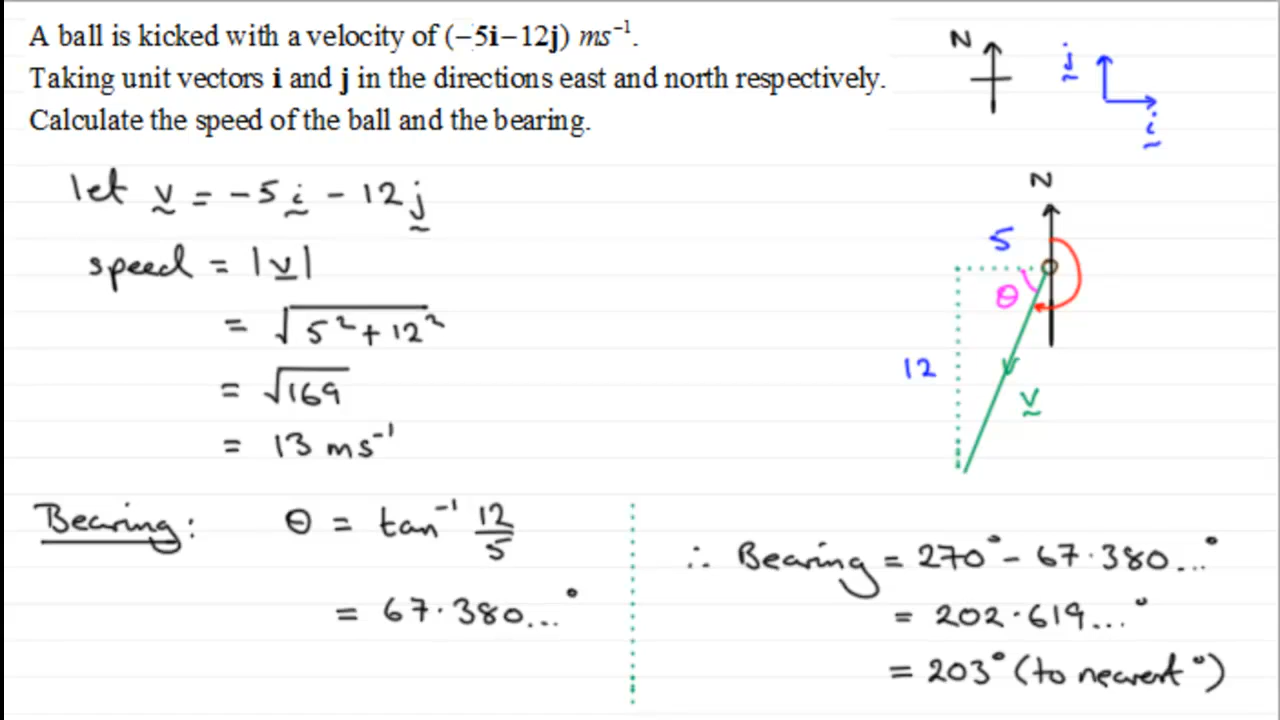 A ball is kicked with a velocity of (−5i−12j) ms⁻¹.
Taking unit vectors i and j in the directions east and north respectively.
Calculate the speed of the ball and the bearing.
N
j
i
let v = -5i - 12j
speed = |v|
= √5² + 12²
= √169
= 13 ms⁻¹
N
5
θ
12
v
Bearing: θ = tan⁻¹ 12/5
= 67.380...°
∴ Bearing = 270° - 67.380...°
= 202.619...°
= 203° (to nearest °)